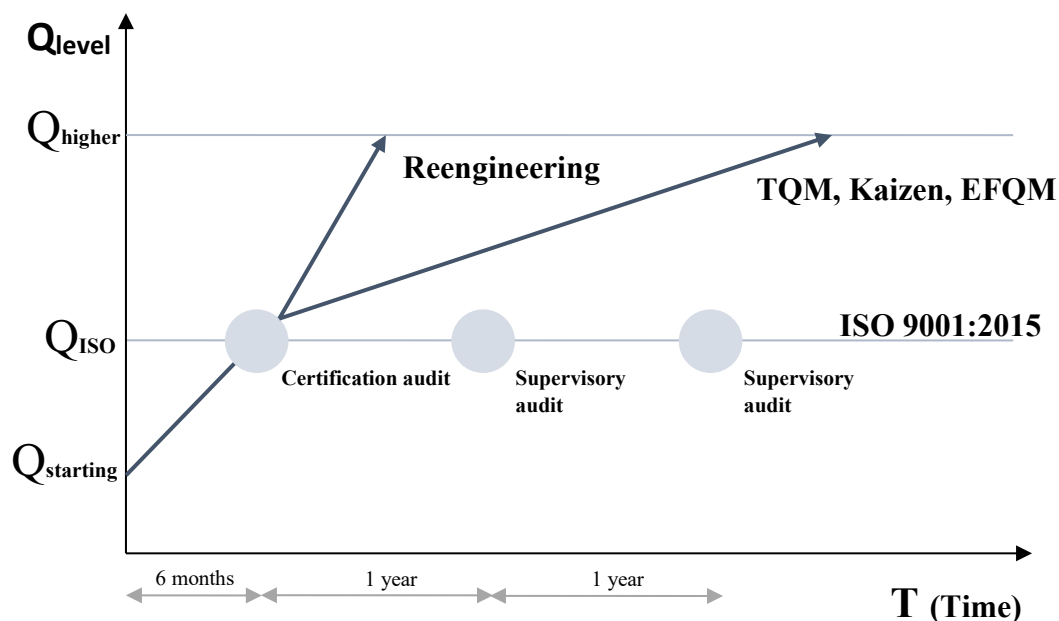 Qlevel
Qhigher
Reengineering
TQM, Kaizen, EFQM
ISO 9001:2015
QISO
Certification audit
Supervisory
audit
Supervisory
audit
Qstarting
6 months
1 year
1 year
T (Time)